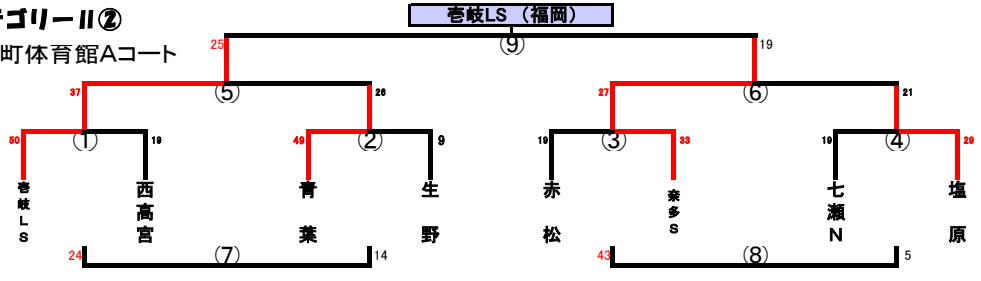 壱岐LS (福岡)
テゴリーⅡ②
町体育館Aコート
25 ⑨ 19
37 ⑤ 26 27 ⑥ 21
50 ① 19 49 ② 9 19 ③ 33 19 ④ 29
壱岐LS 西高宮 青葉 生野 赤松 奈多S 七瀬N 塩原
24 ⑦ 14 43 ⑧ 5